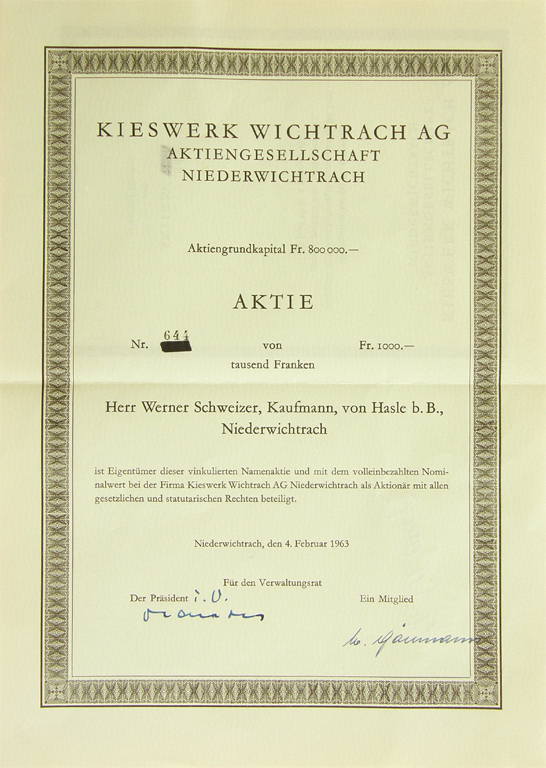 KIESWERK WICHTRACH AG
AKTIENGESELLSCHAFT
NIEDERWICHTRACH
Aktiengrundkapital Fr. 800 000.—
AKTIE
Nr. 644 von Fr. 1000.—
tausend Franken
Herr Werner Schweizer, Kaufmann, von Hasle b. B.,
Niederwichtrach
ist Eigentümer dieser vinkulierten Namenaktie und mit dem volleinbezahlten Nomi-
nalwert bei der Firma Kieswerk Wichtrach AG Niederwichtrach als Aktionär mit allen
gesetzlichen und statutarischen Rechten beteiligt.
Niederwichtrach, den 4. Februar 1963
Für den Verwaltungsrat
Der Präsident i.V. Ein Mitglied